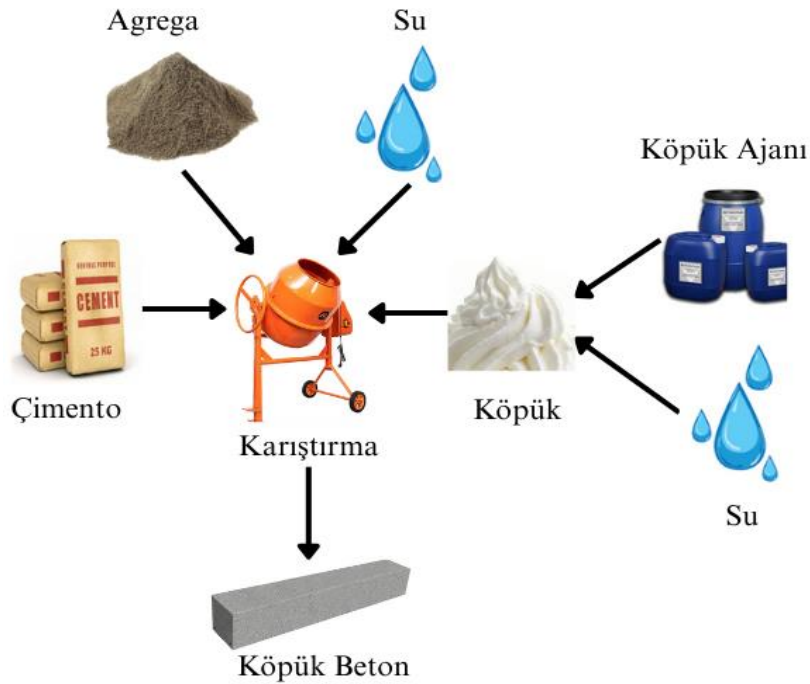 Agrega
Su
Köpük Ajanı
CEMENT
25 KG
Çimento
Köpük
Karıştırma
Su
Köpük Beton